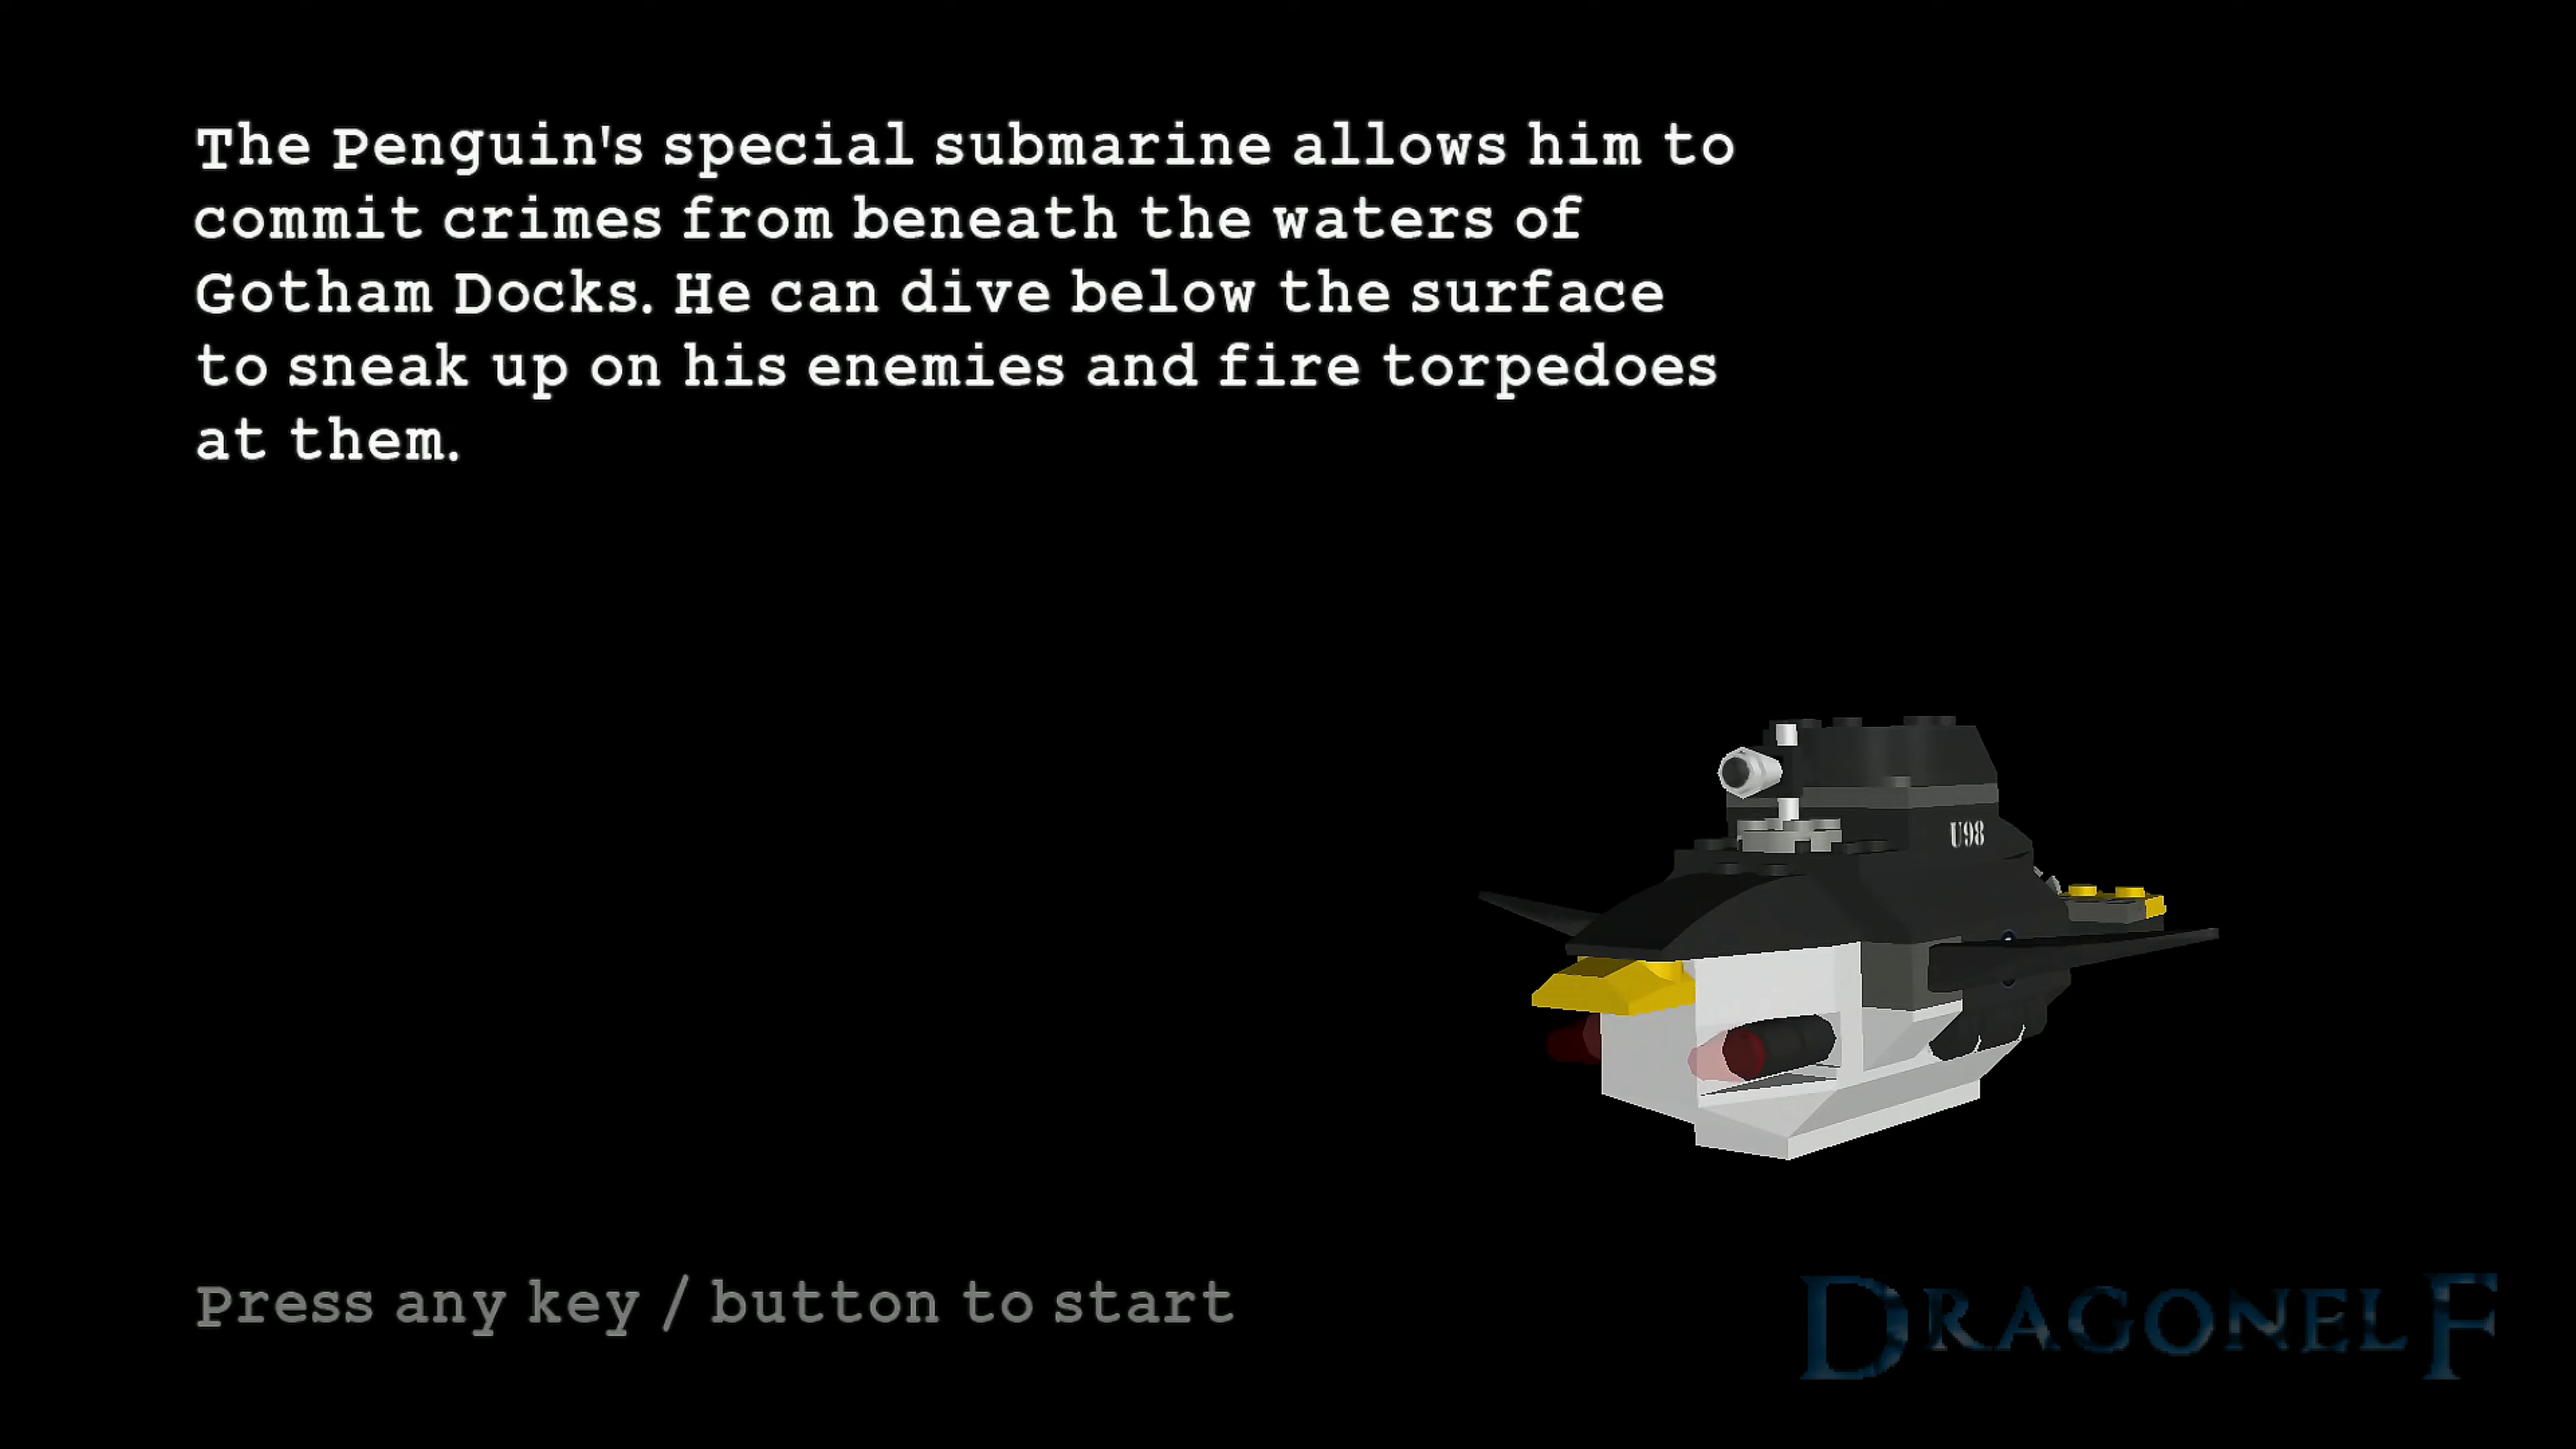 The Penguin's special submarine allows him to
commit crimes from beneath the waters of
Gotham Docks. He can dive below the surface
to sneak up on his enemies and fire torpedoes
at them.
U98
Press any key / button to start
DRAGONELF